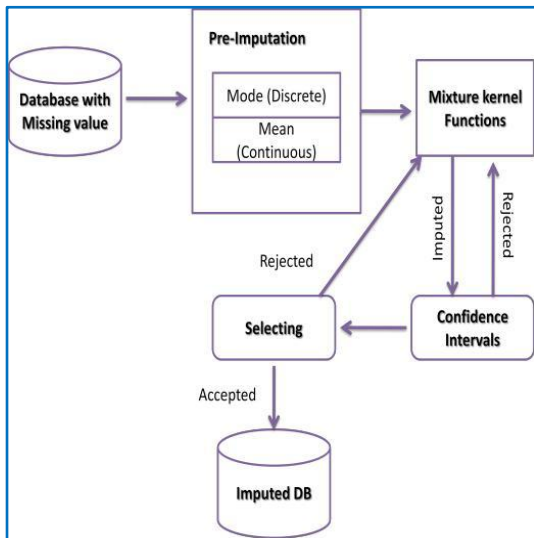 Pre-Imputation
Database with
Missing value
Mode (Discrete)
Mean
(Continuous)
Mixture kernel
Functions
Imputed
Rejected
Rejected
Selecting
Confidence
Intervals
Accepted
Imputed DB